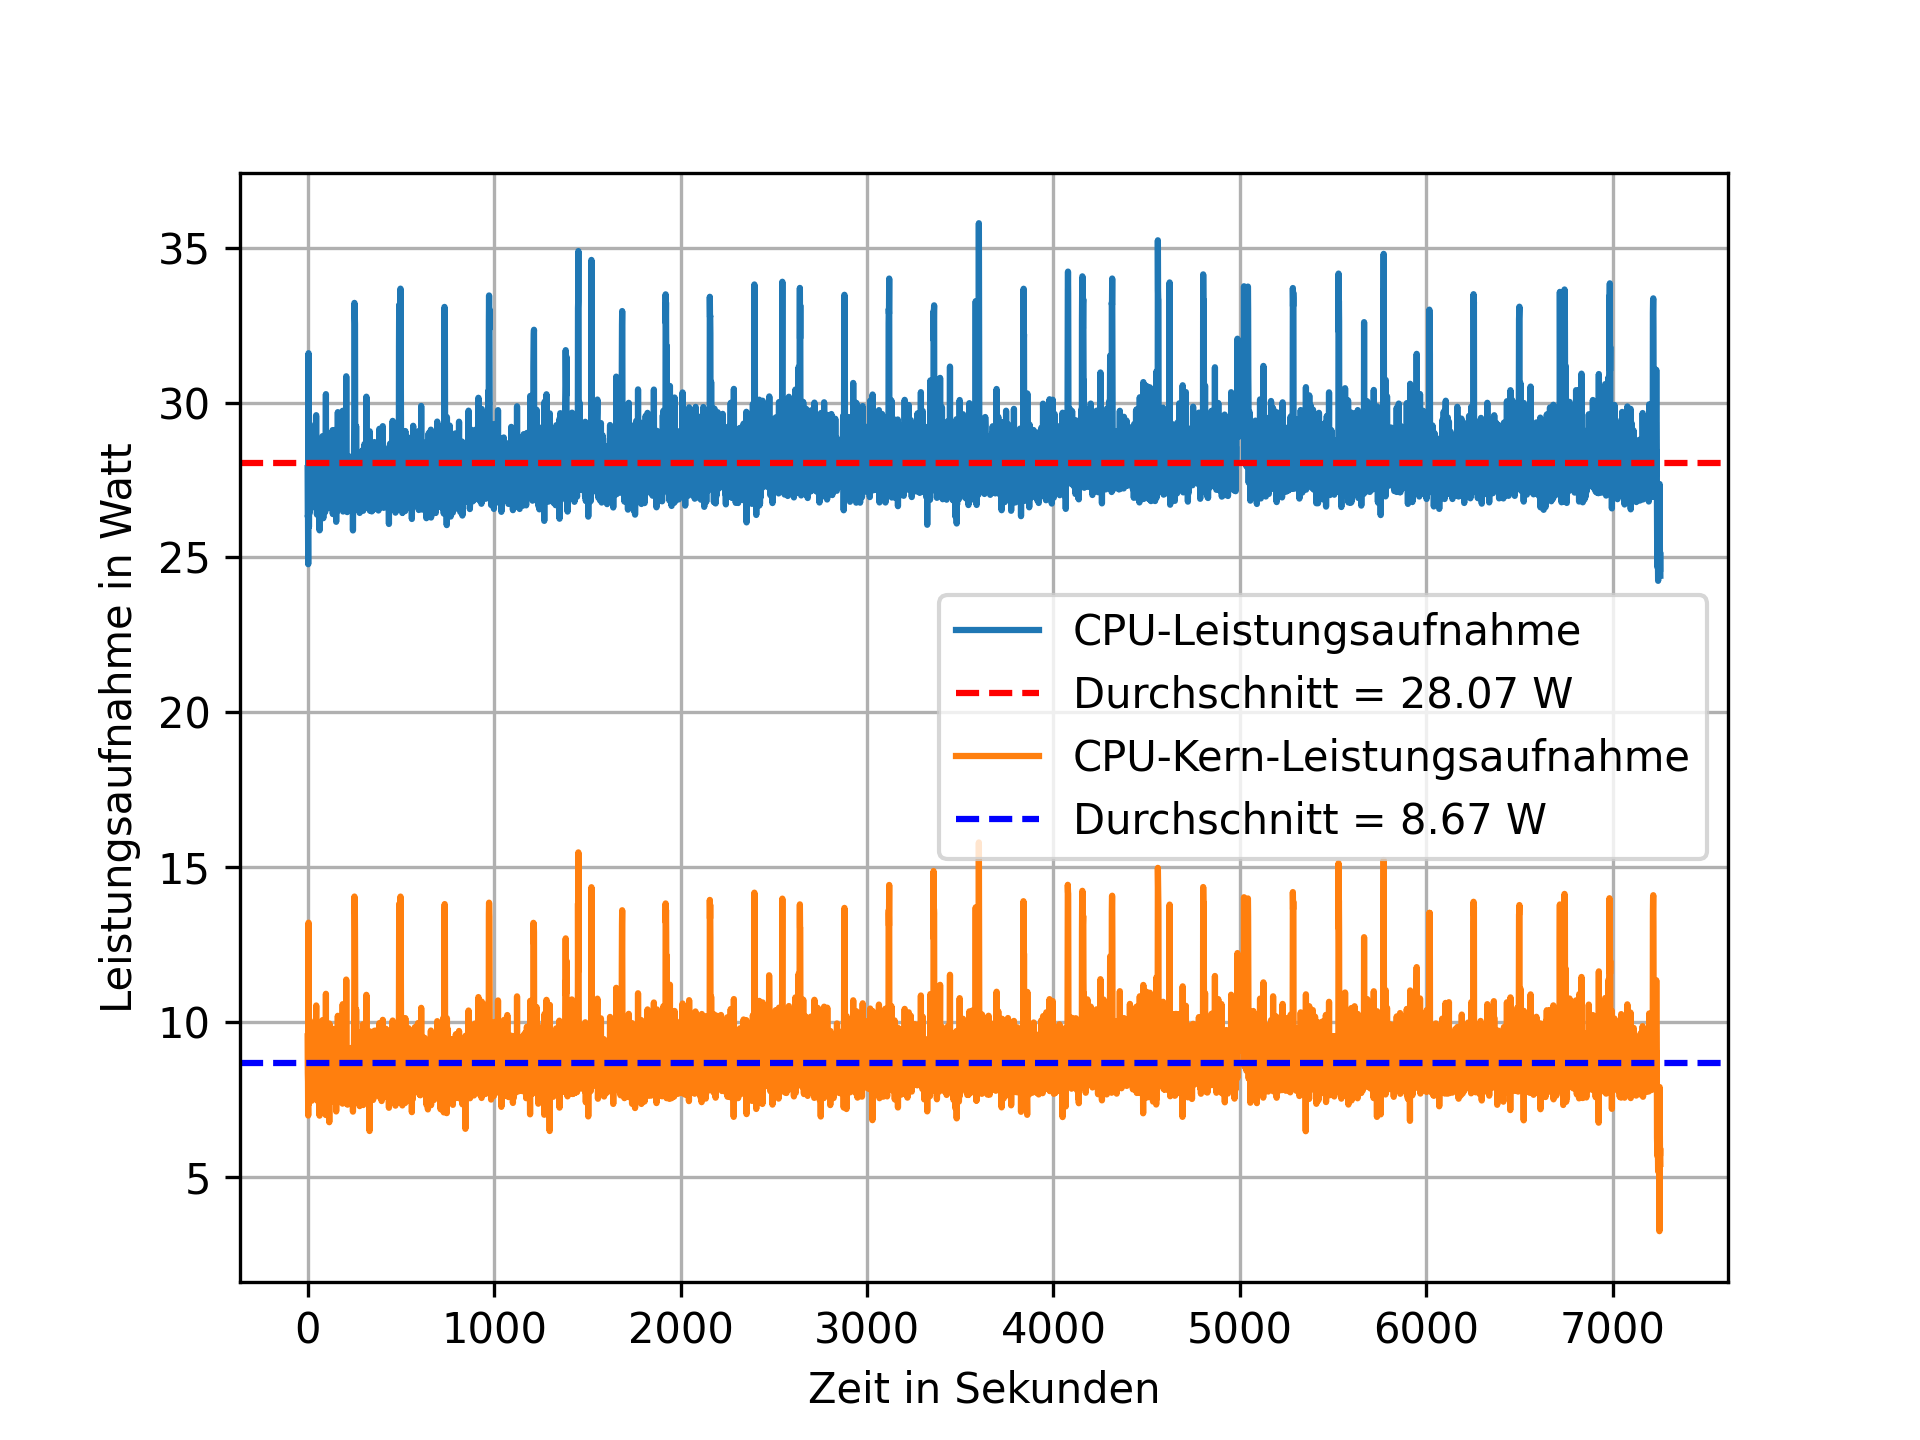 35
30
25
20
15
10
5
Leistungsaufnahme in Watt
CPU-Leistungsaufnahme
Durchschnitt = 28.07 W
CPU-Kern-Leistungsaufnahme
Durchschnitt = 8.67 W
0 1000 2000 3000 4000 5000 6000 7000
Zeit in Sekunden